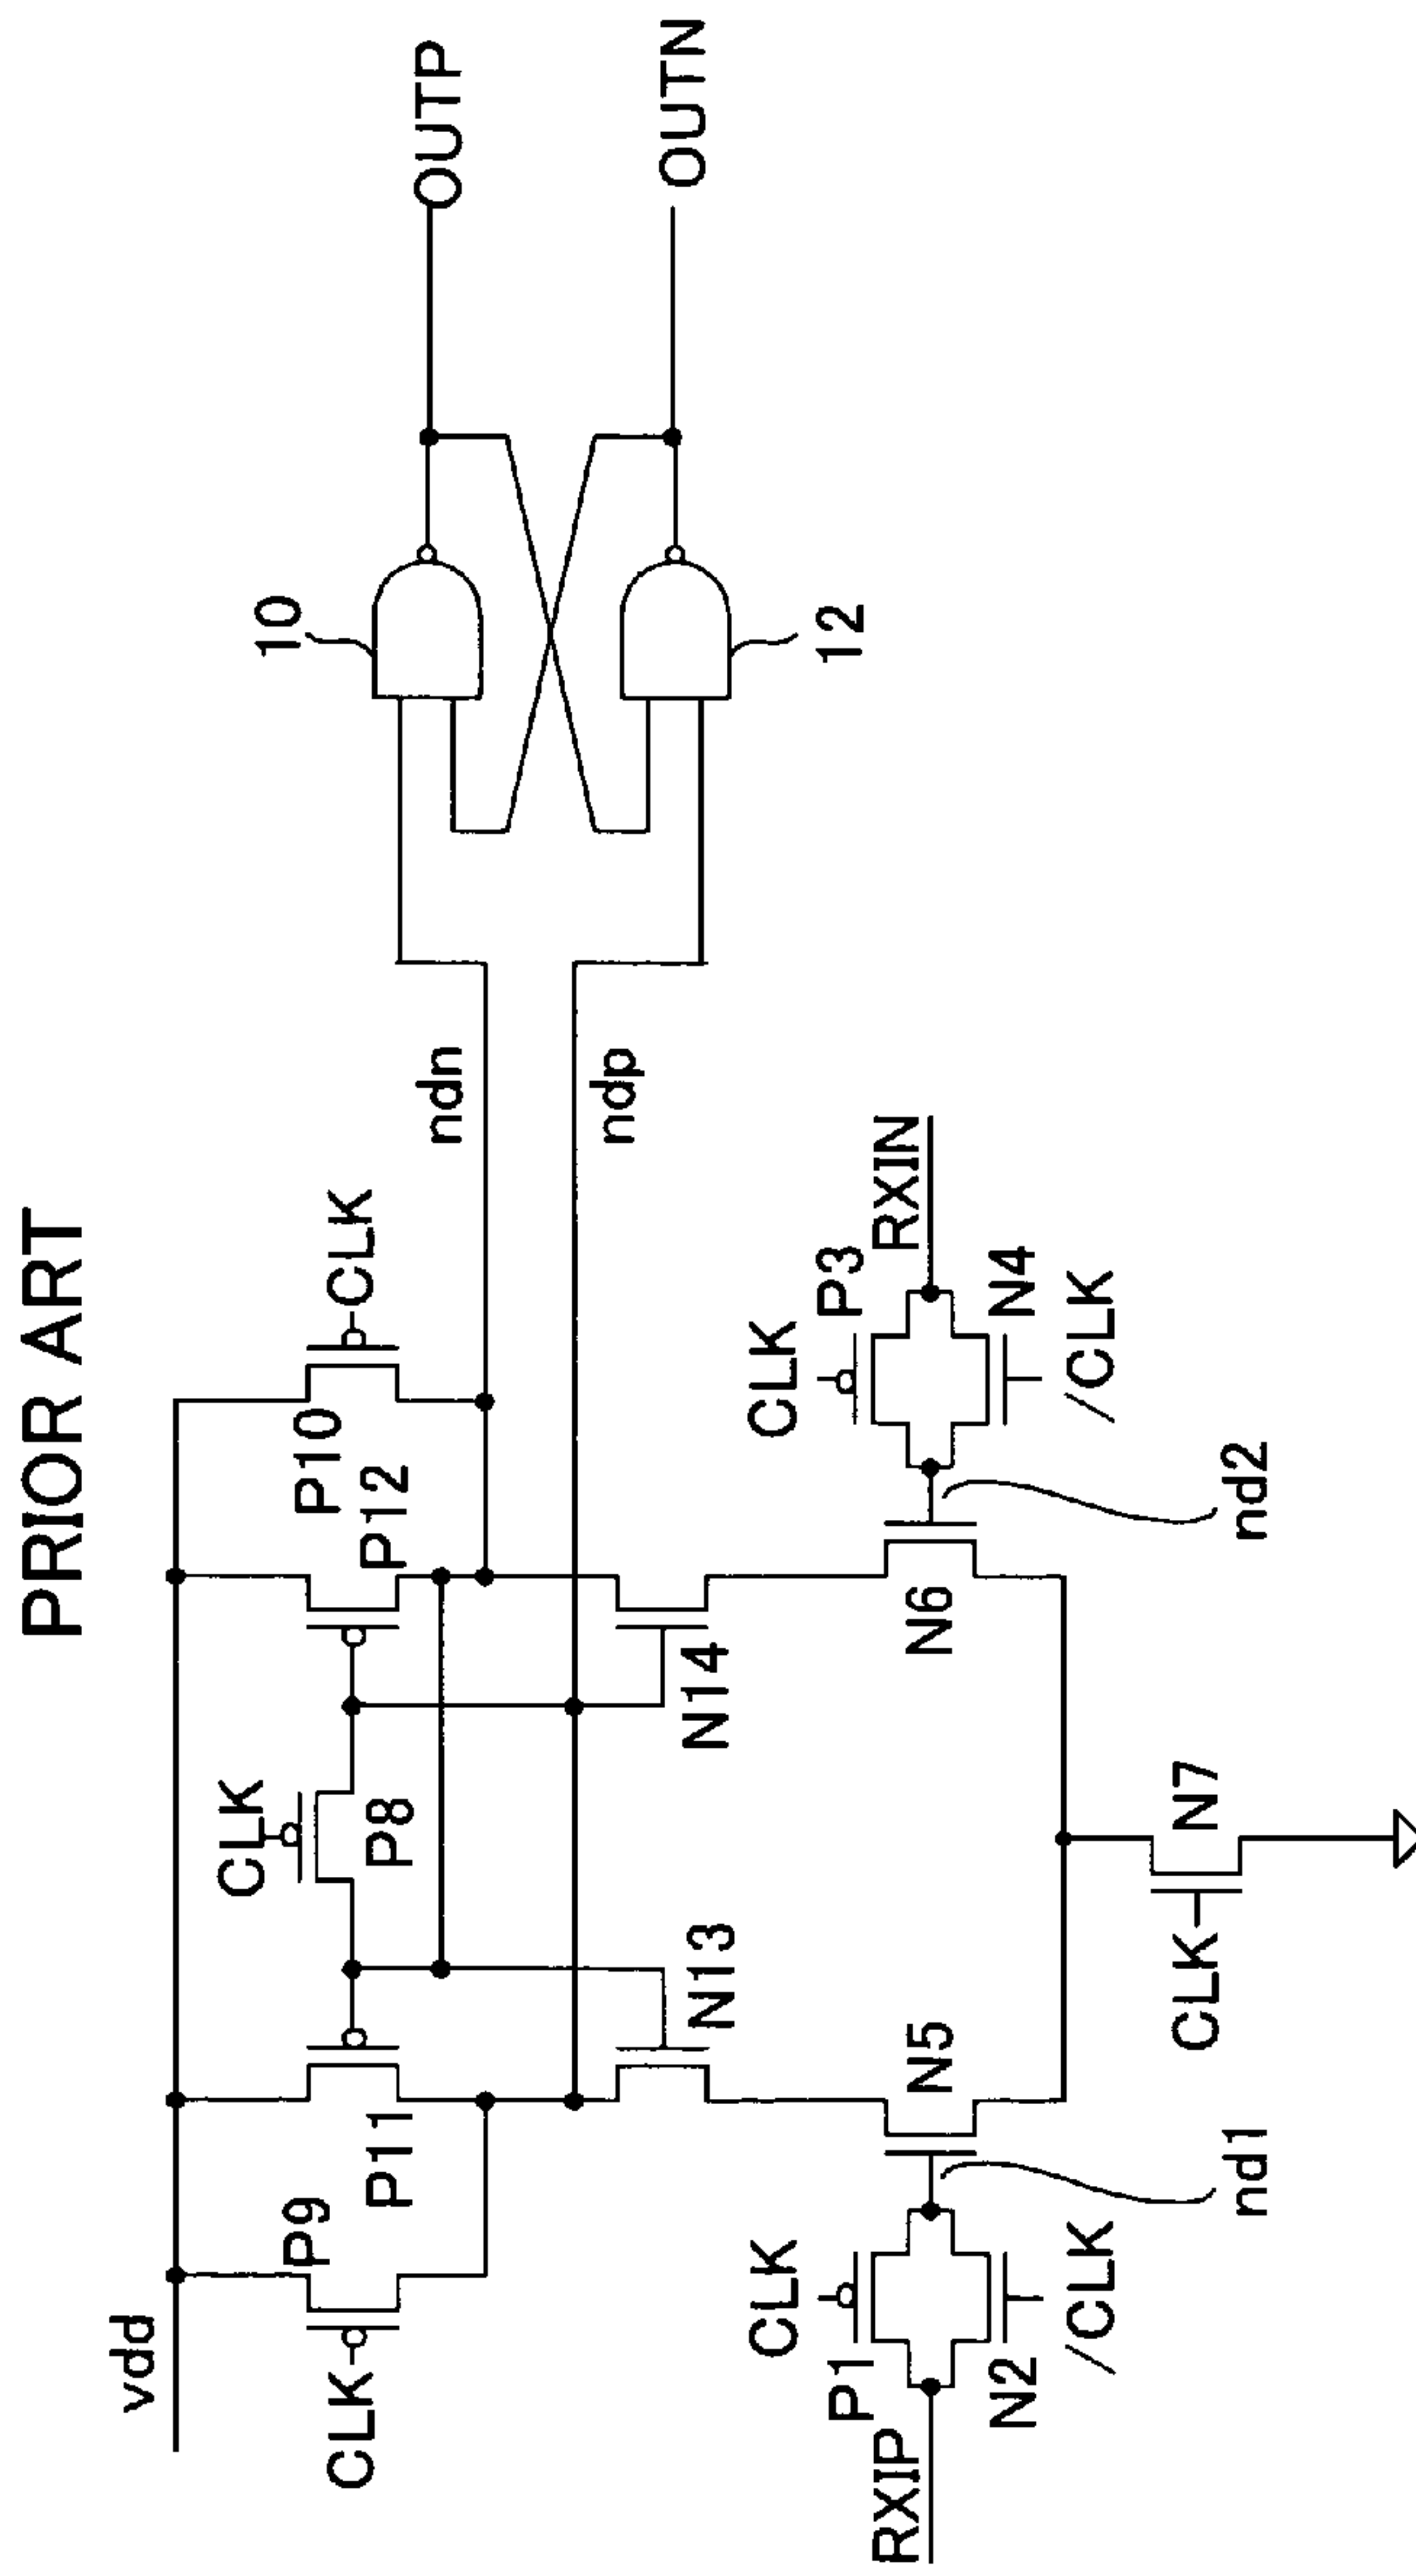 PRIOR ART
vdd
P9
CLK
P11
CLK
P8
P12
P10
CLK
ndn
ndp
10
12
OUTP
OUTN
N13
N14
RXIP
CLK
P1
N2
/CLK
nd1
N5
N6
nd2
CLK
P3
N4
/CLK
RXIN
CLK
N7